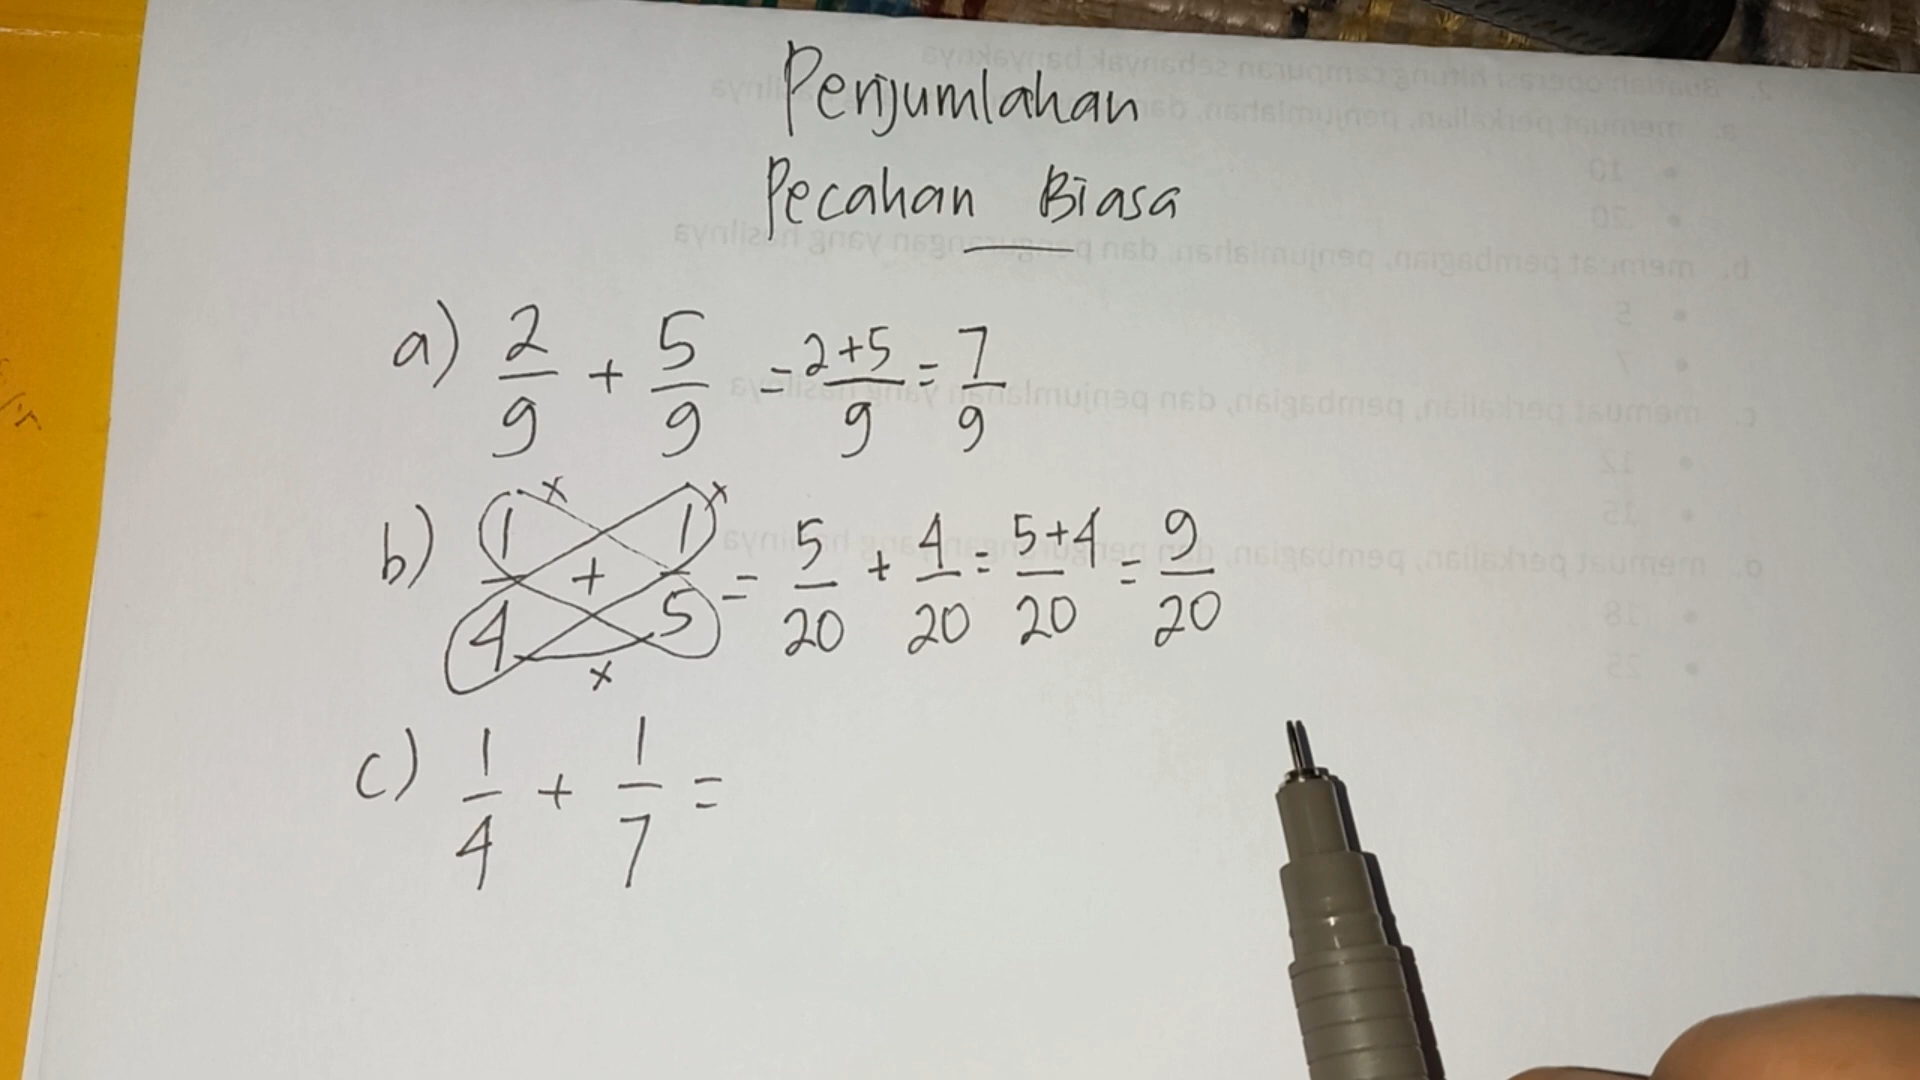 Penjumlahan
Pecahan Biasa
a) 2/9 + 5/9 = 2+5/9 = 7/9
b) 1/4 + 1/5 = 5/20 + 4/20 = 5+4/20 = 9/20
c) 1/4 + 1/7 =